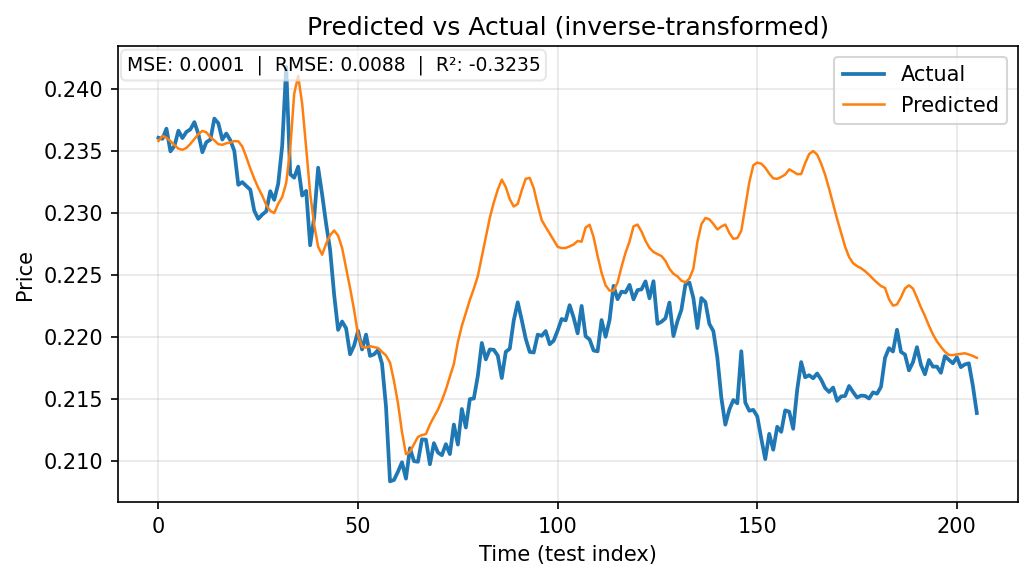 Predicted vs Actual (inverse-transformed)
MSE: 0.0001 | RMSE: 0.0088 | R²: -0.3235
Actual
Predicted
Price
0.240
0.235
0.230
0.225
0.220
0.215
0.210
0 50 100 150 200
Time (test index)